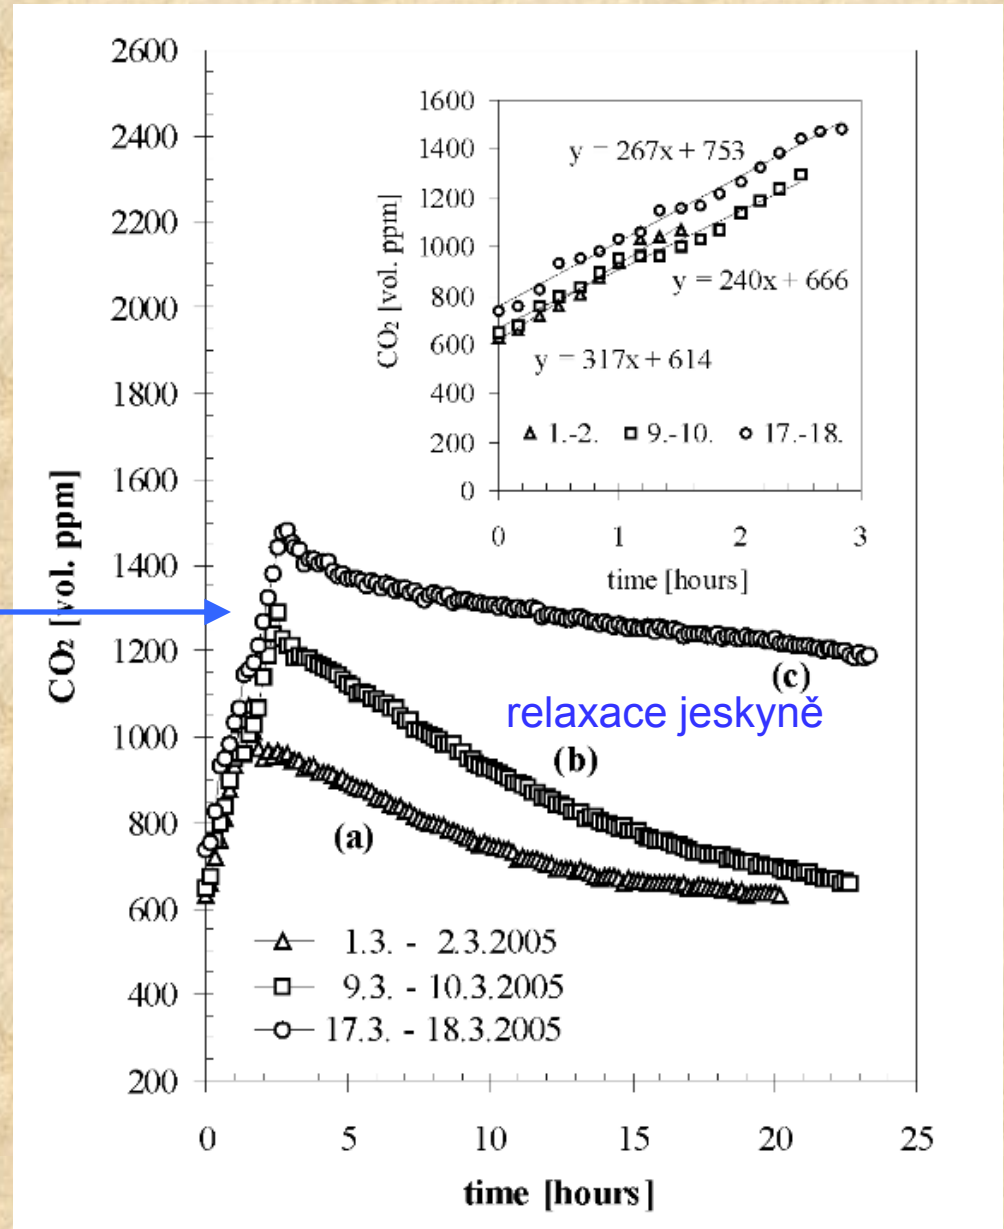 2600
2400
2200
2000
1800
1600
1400
1200
1000
800
600
400
200
CO₂ [vol. ppm]
0 5 10 15 20 25
time [hours]
1600
1400
1200
1000
800
600
400
200
0
CO₂ [vol. ppm]
y = 267x + 753
y = 240x + 666
y = 317x + 614
1.-2. 9.-10. 17.-18.
0 1 2 3
time [hours]
(c)
relaxace jeskyně
(b)
(a)
1.3. - 2.3.2005
9.3. - 10.3.2005
17.3. - 18.3.2005